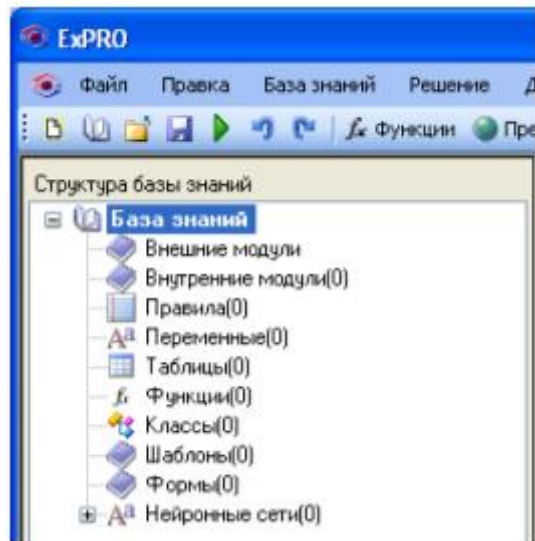 ExPRO
Файл Правка База знаний Решение
Функции
Структура базы знаний
База знаний
Внешние модули
Внутренние модули(0)
Правила(0)
Переменные(0)
Таблицы(0)
Функции(0)
Классы(0)
Шаблоны(0)
Формы(0)
Нейронные сети(0)